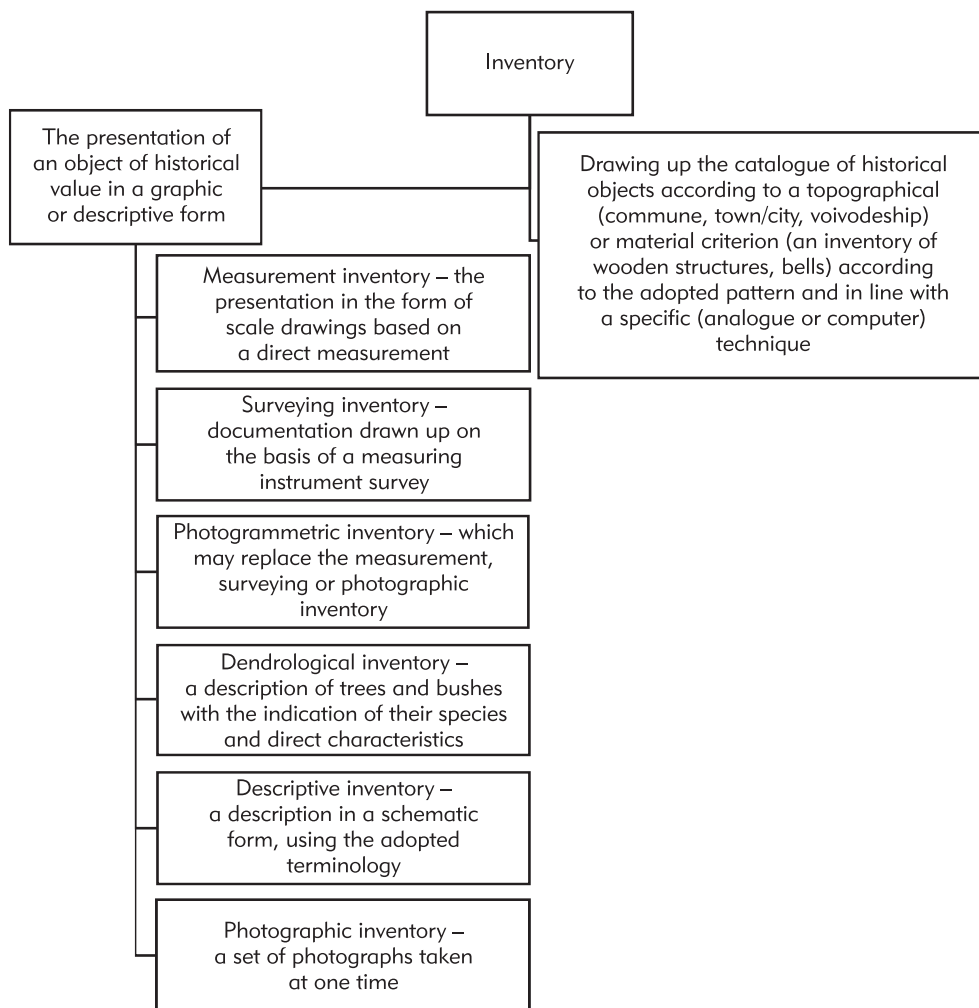 Inventory
The presentation of
an object of historical
value in a graphic
or descriptive form
Drawing up the catalogue of historical
objects according to a topographical
(commune, town/city, voivodeship)
or material criterion (an inventory of
wooden structures, bells) according
to the adopted pattern and in line with
a specific (analogue or computer)
technique
Measurement inventory – the
presentation in the form of
scale drawings based on
a direct measurement
Surveying inventory –
documentation drawn up on
the basis of a measuring
instrument survey
Photogrammetric inventory – which
may replace the measurement,
surveying or photographic
inventory
Dendrological inventory –
a description of trees and bushes
with the indication of their species
and direct characteristics
Descriptive inventory –
a description in a schematic
form, using the adopted
terminology
Photographic inventory –
a set of photographs taken
at one time